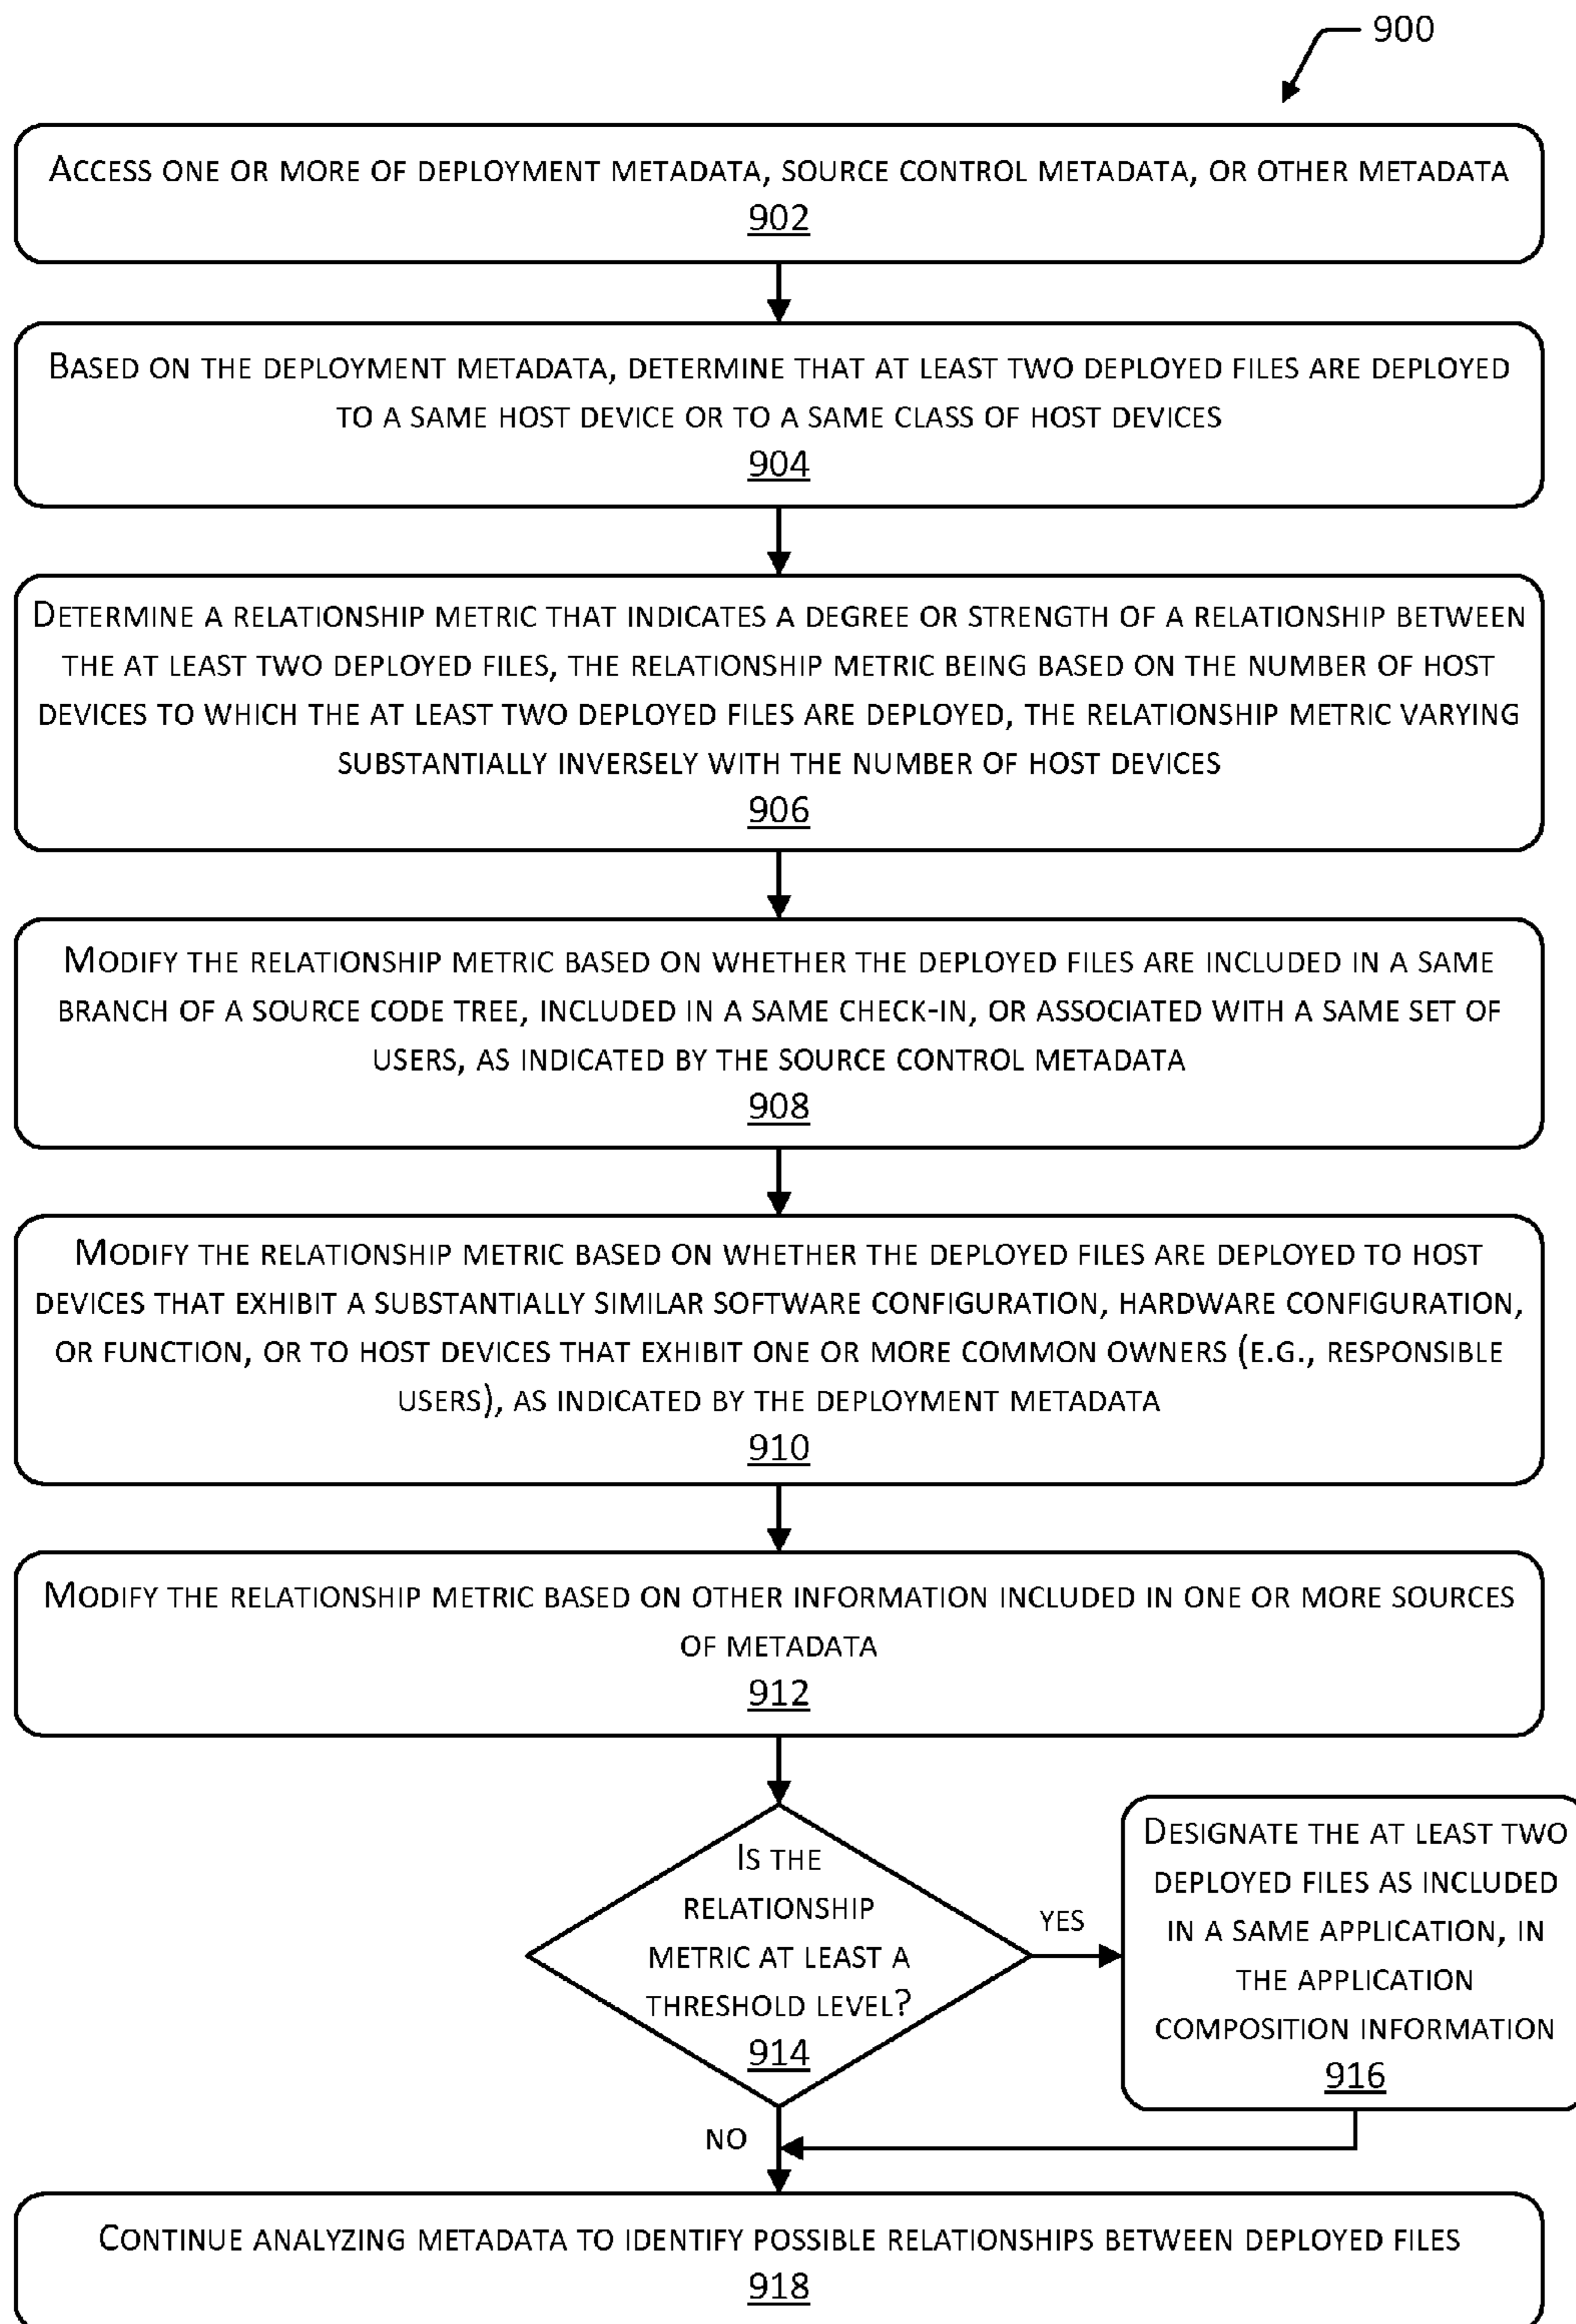 900
ACCESS ONE OR MORE OF DEPLOYMENT METADATA, SOURCE CONTROL METADATA, OR OTHER METADATA
902
BASED ON THE DEPLOYMENT METADATA, DETERMINE THAT AT LEAST TWO DEPLOYED FILES ARE DEPLOYED
TO A SAME HOST DEVICE OR TO A SAME CLASS OF HOST DEVICES
904
DETERMINE A RELATIONSHIP METRIC THAT INDICATES A DEGREE OR STRENGTH OF A RELATIONSHIP BETWEEN
THE AT LEAST TWO DEPLOYED FILES, THE RELATIONSHIP METRIC BEING BASED ON THE NUMBER OF HOST
DEVICES TO WHICH THE AT LEAST TWO DEPLOYED FILES ARE DEPLOYED, THE RELATIONSHIP METRIC VARYING
SUBSTANTIALLY INVERSELY WITH THE NUMBER OF HOST DEVICES
906
MODIFY THE RELATIONSHIP METRIC BASED ON WHETHER THE DEPLOYED FILES ARE INCLUDED IN A SAME
BRANCH OF A SOURCE CODE TREE, INCLUDED IN A SAME CHECK-IN, OR ASSOCIATED WITH A SAME SET OF
USERS, AS INDICATED BY THE SOURCE CONTROL METADATA
908
MODIFY THE RELATIONSHIP METRIC BASED ON WHETHER THE DEPLOYED FILES ARE DEPLOYED TO HOST
DEVICES THAT EXHIBIT A SUBSTANTIALLY SIMILAR SOFTWARE CONFIGURATION, HARDWARE CONFIGURATION,
OR FUNCTION, OR TO HOST DEVICES THAT EXHIBIT ONE OR MORE COMMON OWNERS (E.G., RESPONSIBLE
USERS), AS INDICATED BY THE DEPLOYMENT METADATA
910
MODIFY THE RELATIONSHIP METRIC BASED ON OTHER INFORMATION INCLUDED IN ONE OR MORE SOURCES
OF METADATA
912
IS THE
RELATIONSHIP
METRIC AT LEAST A
THRESHOLD LEVEL?
914
YES
DESIGNATE THE AT LEAST TWO
DEPLOYED FILES AS INCLUDED
IN A SAME APPLICATION, IN
THE APPLICATION
COMPOSITION INFORMATION
916
NO
CONTINUE ANALYZING METADATA TO IDENTIFY POSSIBLE RELATIONSHIPS BETWEEN DEPLOYED FILES
918